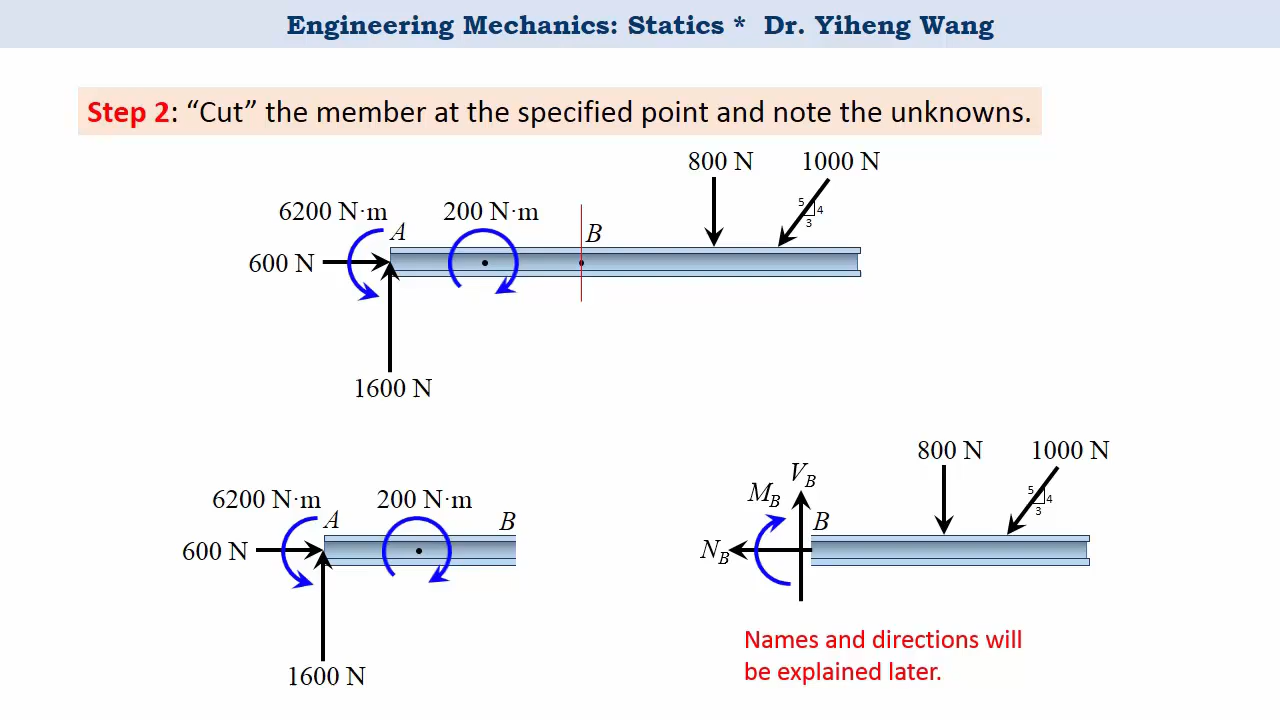 Engineering Mechanics: Statics * Dr. Yiheng Wang
Step 2: “Cut” the member at the specified point and note the unknowns.
800 N
1000 N
5
4
3
6200 N·m
A
200 N·m
B
600 N
1600 N
6200 N·m
A
200 N·m
B
600 N
1600 N
800 N
1000 N
5
4
3
V_B
M_B
B
N_B
Names and directions will
be explained later.